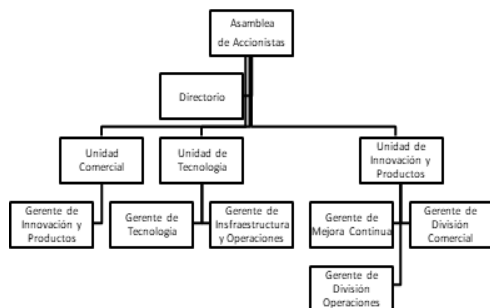 Asamblea
de Accionistas
Directorio
Unidad
Comercial
Unidad de
Tecnología
Unidad de
Innovación y
Productos
Gerente de
Innovación y
Productos
Gerente de
Tecnología
Gerente de
Insfraestructura
y Operaciones
Gerente de
Mejora Continua
Gerente de
División
Comercial
Gerente de
División
Operaciones